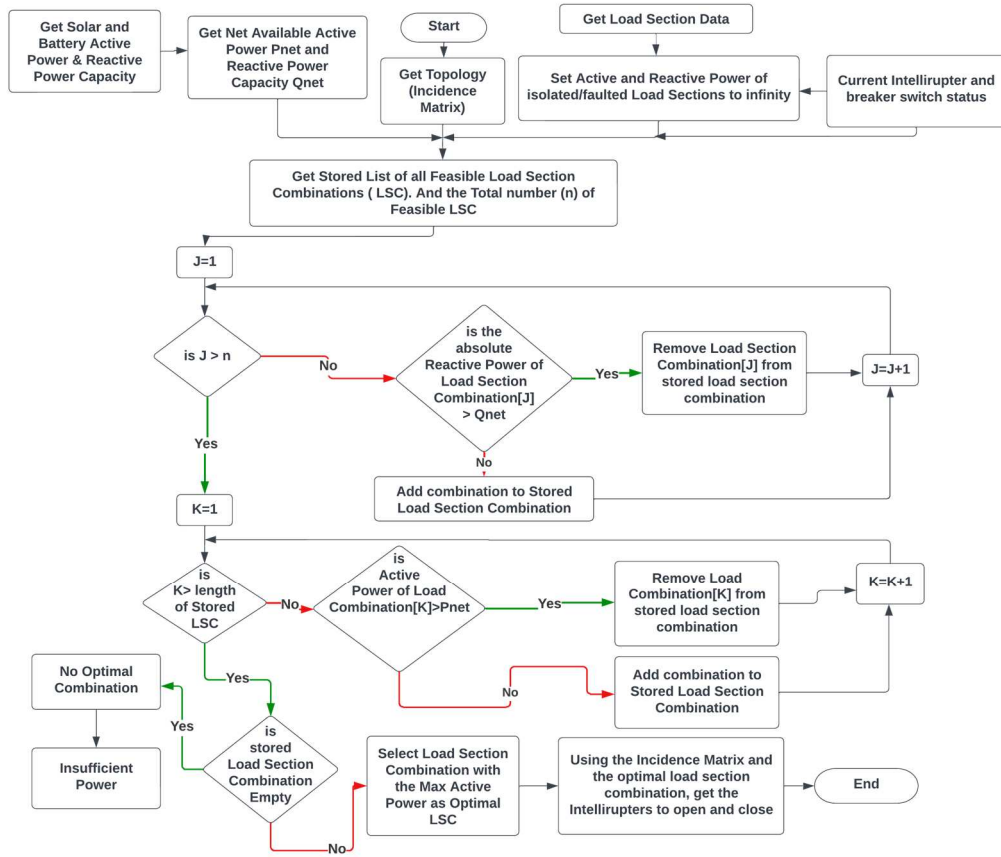 Get Solar and
Battery Active
Power & Reactive
Power Capacity
Get Net Available Active
Power Pnet and
Reactive Power
Capacity Qnet
Start
Get Topology
(Incidence
Matrix)
Get Load Section Data
Set Active and Reactive Power of
isolated/faulted Load Sections to infinity
Current Intellirupter and
breaker switch status
Get Stored List of all Feasible Load Section
Combinations ( LSC). And the Total number (n) of
Feasible LSC
J=1
is J > n
No
is the
absolute
Reactive Power of
Load Section
Combination[J]
> Qnet
Yes
Remove Load Section
Combination[J] from
stored load section
combination
J=J+1
Yes
No
Add combination to Stored
Load Section Combination
K=1
is
K> length
of Stored
LSC
No
is
Active
Power of Load
Combination[K]>Pnet
Yes
Remove Load
Combination[K] from
stored load section
combination
K=K+1
No
Add combination to
Stored Load Section
Combination
Yes
No Optimal
Combination
Yes
Insufficient
Power
is
stored
Load Section
Combination
Empty
No
Select Load Section
Combination with
the Max Active
Power as Optimal
LSC
Using the Incidence Matrix and
the optimal load section
combination, get the
Intellirupters to open and close
End